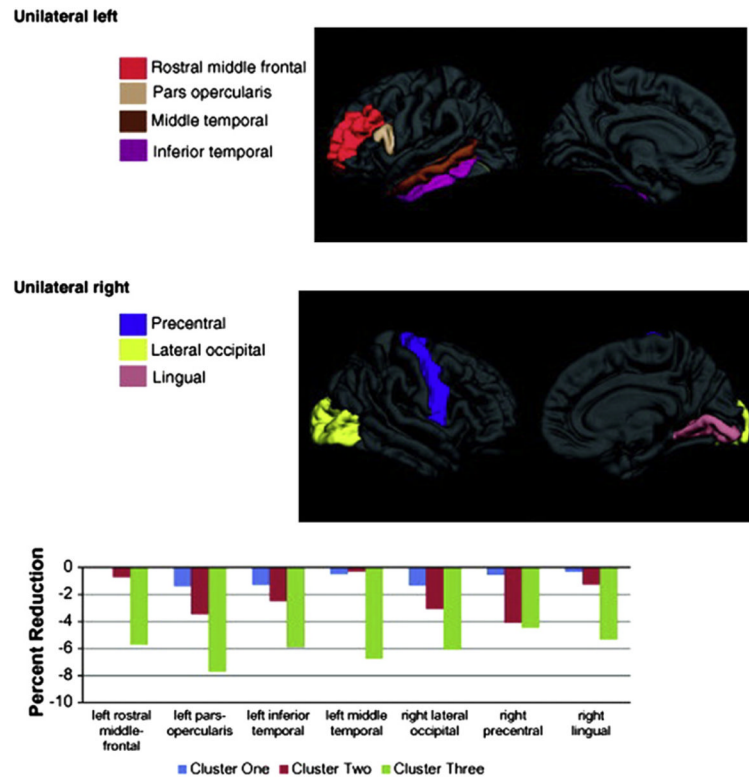 Unilateral left
Rostral middle frontal
Pars opercularis
Middle temporal
Inferior temporal
Unilateral right
Precentral
Lateral occipital
Lingual
Percent Reduction
0
-2
-4
-6
-8
-10
left rostral middle-frontal
left pars-opercularis
left inferior temporal
left middle temporal
right lateral occipital
right precentral
right lingual
Cluster One Cluster Two Cluster Three